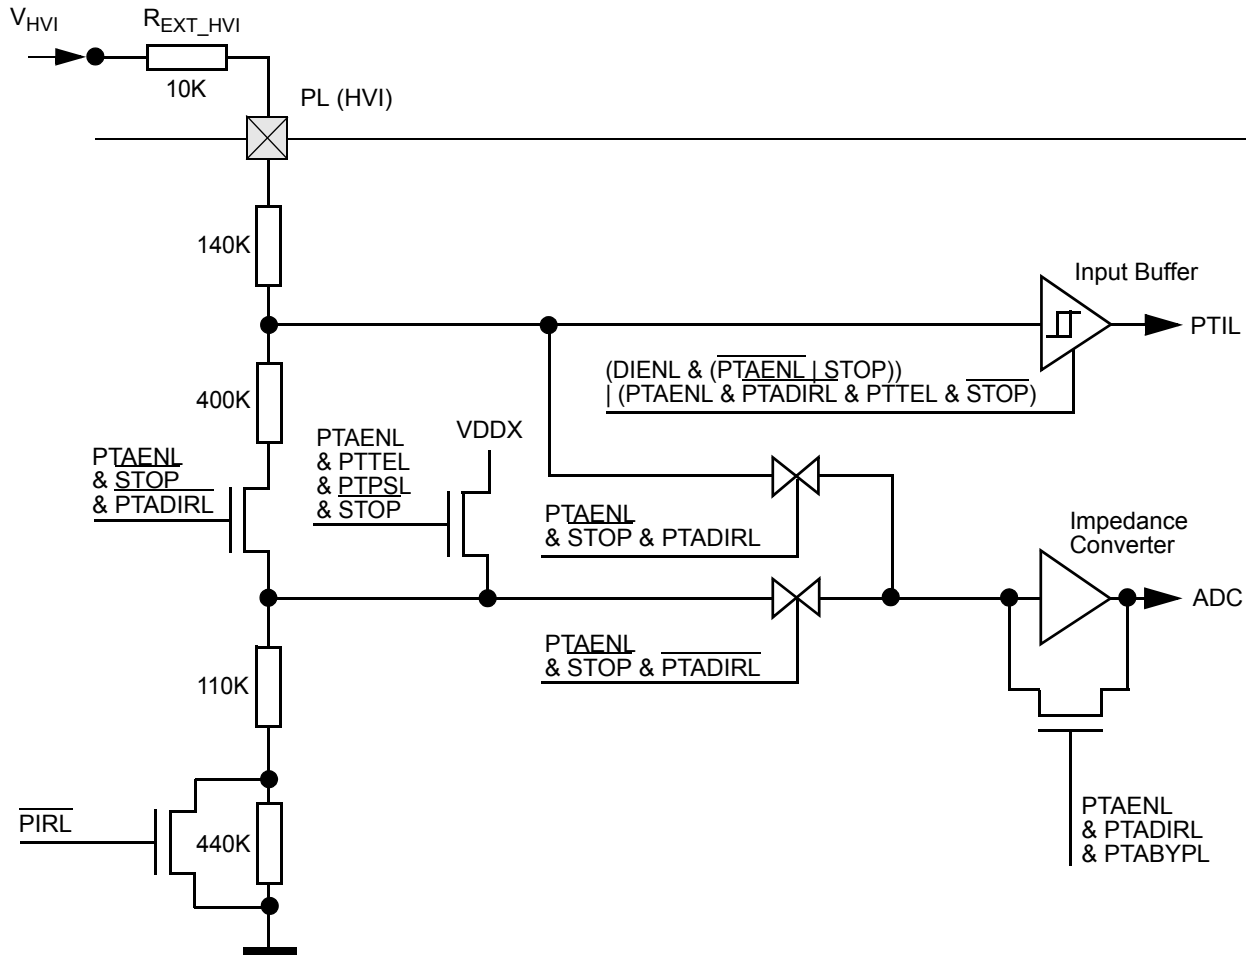 VHVI
REXT_HVI
10K
PL (HVI)
140K
Input Buffer
PTIL
(DIENL & (PTAENL | STOP))
| (PTAENL & PTADIRL & PTTEL & STOP)
400K
PTAENL
& STOP
& PTADIRL
PTAENL
& PTTEL
& PTPSL
& STOP
VDDX
PTAENL
& STOP & PTADIRL
Impedance
Converter
ADC
PTAENL
& STOP & PTADIRL
110K
PIRL
440K
PTAENL
& PTADIRL
& PTABYPL